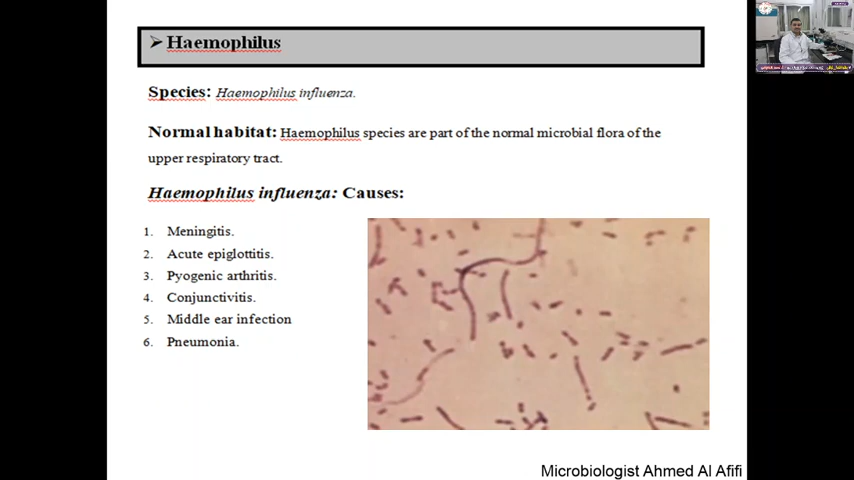 ➢ Haemophilus
Species: Haemophilus influenza.
Normal habitat: Haemophilus species are part of the normal microbial flora of the
upper respiratory tract.
Haemophilus influenza: Causes:
1. Meningitis.
2. Acute epiglottitis.
3. Pyogenic arthritis.
4. Conjunctivitis.
5. Middle ear infection
6. Pneumonia.
Microbiologist Ahmed Al Afifi